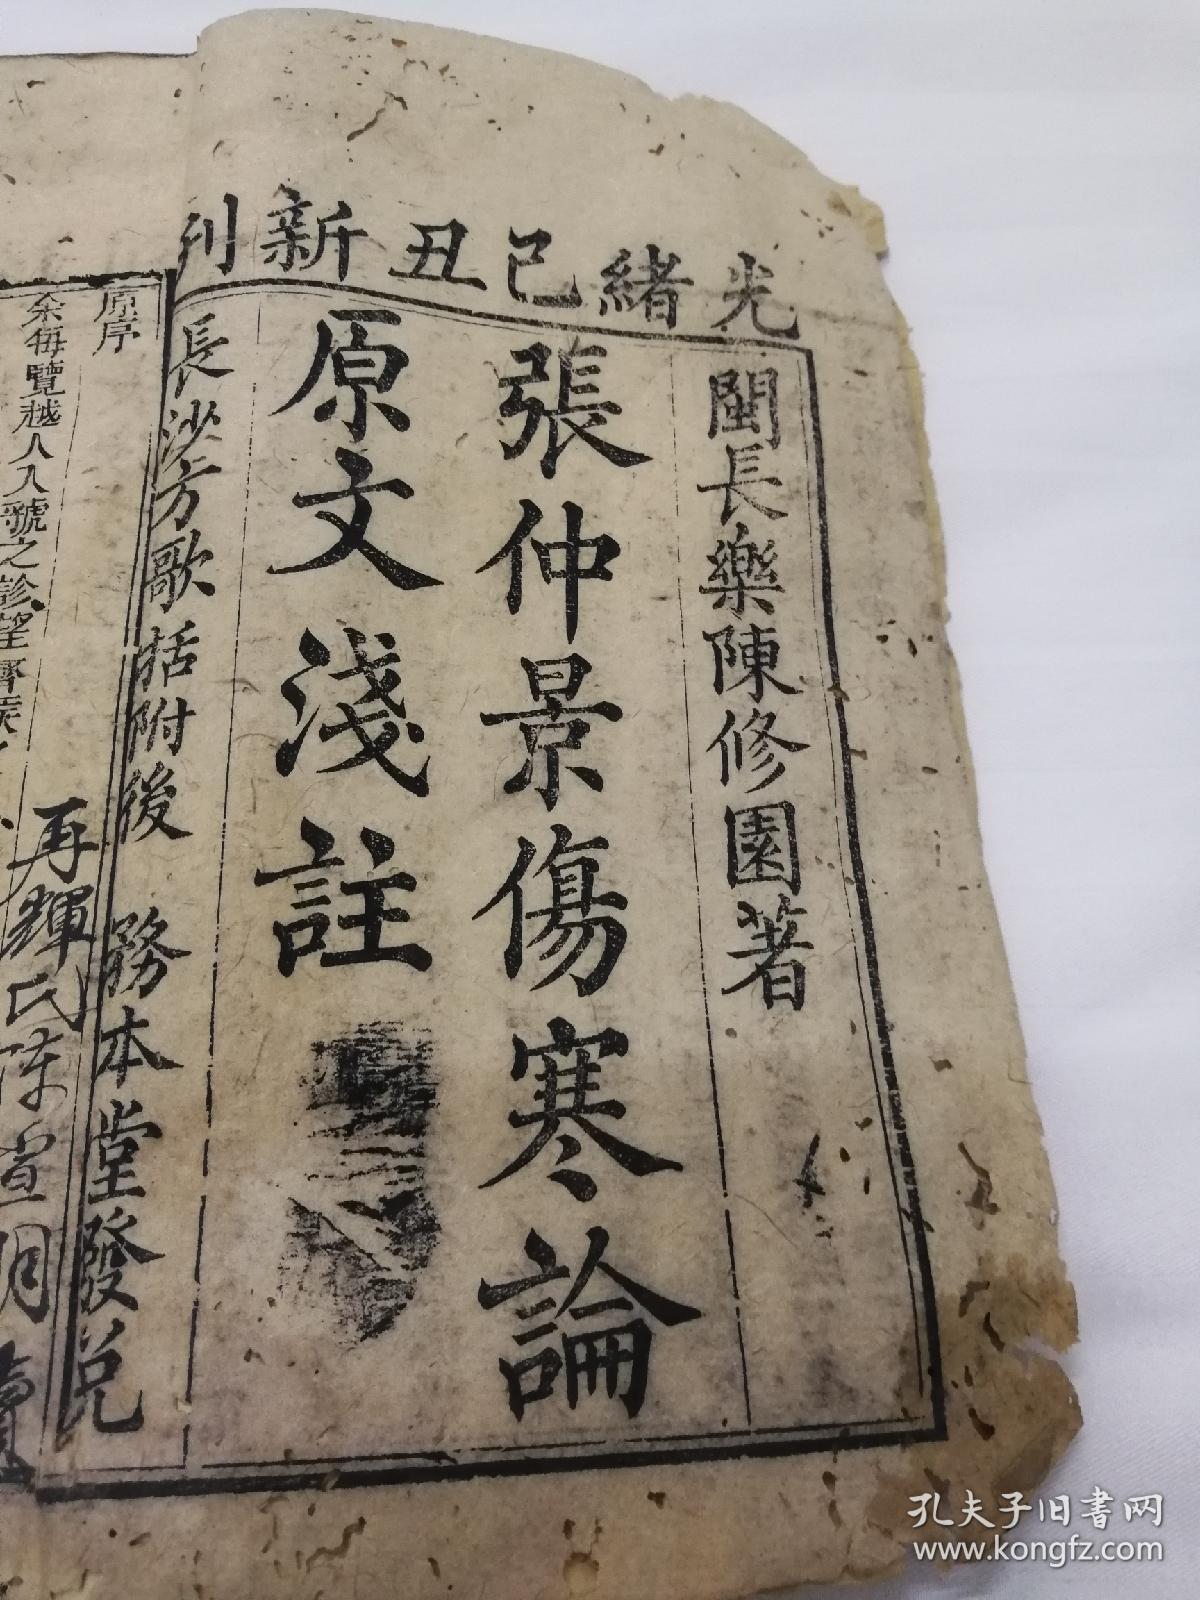 光緒己丑新刊
閩長樂陳修園著
張仲景傷寒論
原文淺註
長沙方歌括附後 務本堂發兌
原序
余每覽越人入虢之診望齊侯
再輝氏陈宣明
孔夫子旧书网
www.kongfz.com